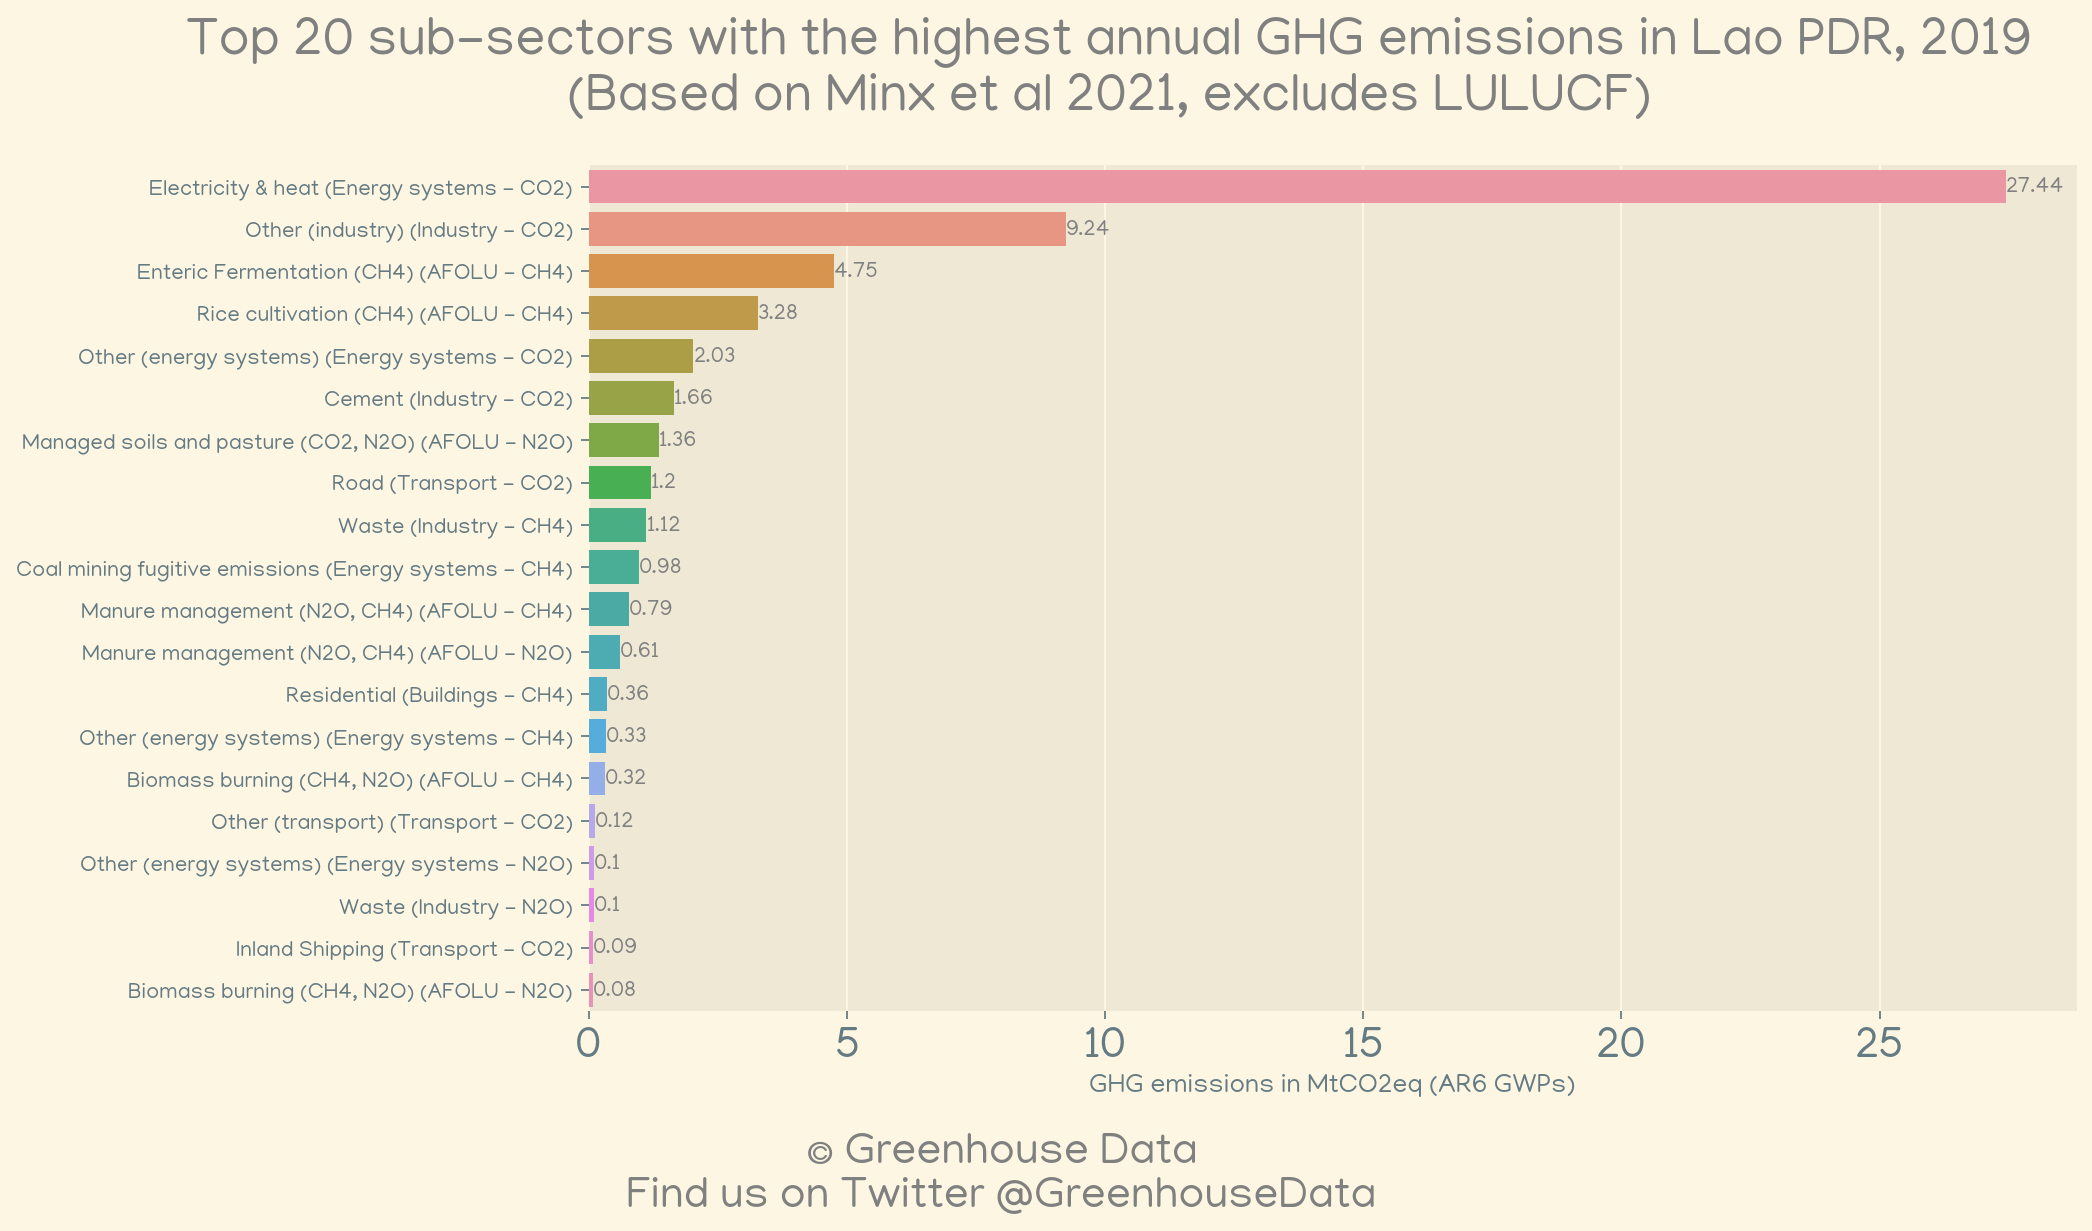 Top 20 sub-sectors with the highest annual GHG emissions in Lao PDR, 2019
(Based on Minx et al 2021, excludes LULUCF)
Electricity & heat (Energy systems - CO2) 27.44
Other (industry) (Industry - CO2) 9.24
Enteric Fermentation (CH4) (AFOLU - CH4) 4.75
Rice cultivation (CH4) (AFOLU - CH4) 3.28
Other (energy systems) (Energy systems - CO2) 2.03
Cement (Industry - CO2) 1.66
Managed soils and pasture (CO2, N2O) (AFOLU - N2O) 1.36
Road (Transport - CO2) 1.2
Waste (Industry - CH4) 1.12
Coal mining fugitive emissions (Energy systems - CH4) 0.98
Manure management (N2O, CH4) (AFOLU - CH4) 0.79
Manure management (N2O, CH4) (AFOLU - N2O) 0.61
Residential (Buildings - CH4) 0.36
Other (energy systems) (Energy systems - CH4) 0.33
Biomass burning (CH4, N2O) (AFOLU - CH4) 0.32
Other (transport) (Transport - CO2) 0.12
Other (energy systems) (Energy systems - N2O) 0.1
Waste (Industry - N2O) 0.1
Inland Shipping (Transport - CO2) 0.09
Biomass burning (CH4, N2O) (AFOLU - N2O) 0.08
0 5 10 15 20 25
GHG emissions in MtCO2eq (AR6 GWPs)
© Greenhouse Data
Find us on Twitter @GreenhouseData